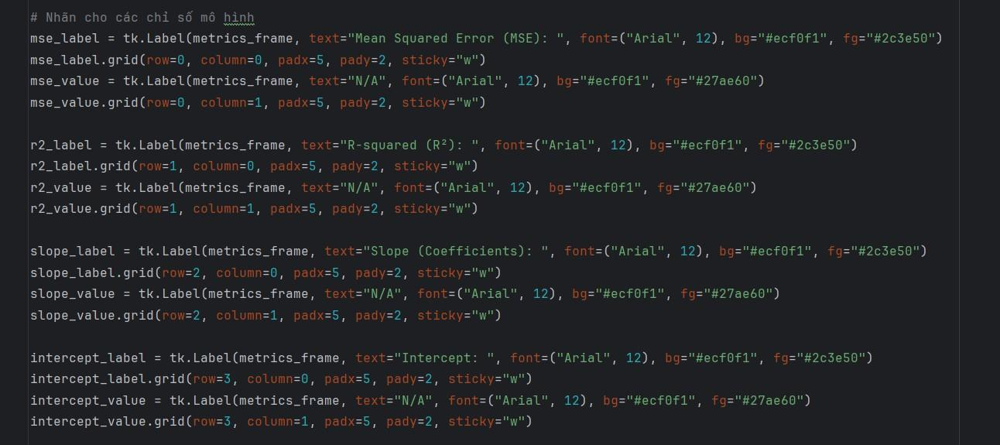 # Nhãn cho các chỉ số mô hình
mse_label = tk.Label(metrics_frame, text="Mean Squared Error (MSE): ", font=("Arial", 12), bg="#ecf0f1", fg="#2c3e50")
mse_label.grid(row=0, column=0, padx=5, pady=2, sticky="w")
mse_value = tk.Label(metrics_frame, text="N/A", font=("Arial", 12), bg="#ecf0f1", fg="#27ae60")
mse_value.grid(row=0, column=1, padx=5, pady=2, sticky="w")
r2_label = tk.Label(metrics_frame, text="R-squared (R²): ", font=("Arial", 12), bg="#ecf0f1", fg="#2c3e50")
r2_label.grid(row=1, column=0, padx=5, pady=2, sticky="w")
r2_value = tk.Label(metrics_frame, text="N/A", font=("Arial", 12), bg="#ecf0f1", fg="#27ae60")
r2_value.grid(row=1, column=1, padx=5, pady=2, sticky="w")
slope_label = tk.Label(metrics_frame, text="Slope (Coefficients): ", font=("Arial", 12), bg="#ecf0f1", fg="#2c3e50")
slope_label.grid(row=2, column=0, padx=5, pady=2, sticky="w")
slope_value = tk.Label(metrics_frame, text="N/A", font=("Arial", 12), bg="#ecf0f1", fg="#27ae60")
slope_value.grid(row=2, column=1, padx=5, pady=2, sticky="w")
intercept_label = tk.Label(metrics_frame, text="Intercept: ", font=("Arial", 12), bg="#ecf0f1", fg="#2c3e50")
intercept_label.grid(row=3, column=0, padx=5, pady=2, sticky="w")
intercept_value = tk.Label(metrics_frame, text="N/A", font=("Arial", 12), bg="#ecf0f1", fg="#27ae60")
intercept_value.grid(row=3, column=1, padx=5, pady=2, sticky="w")